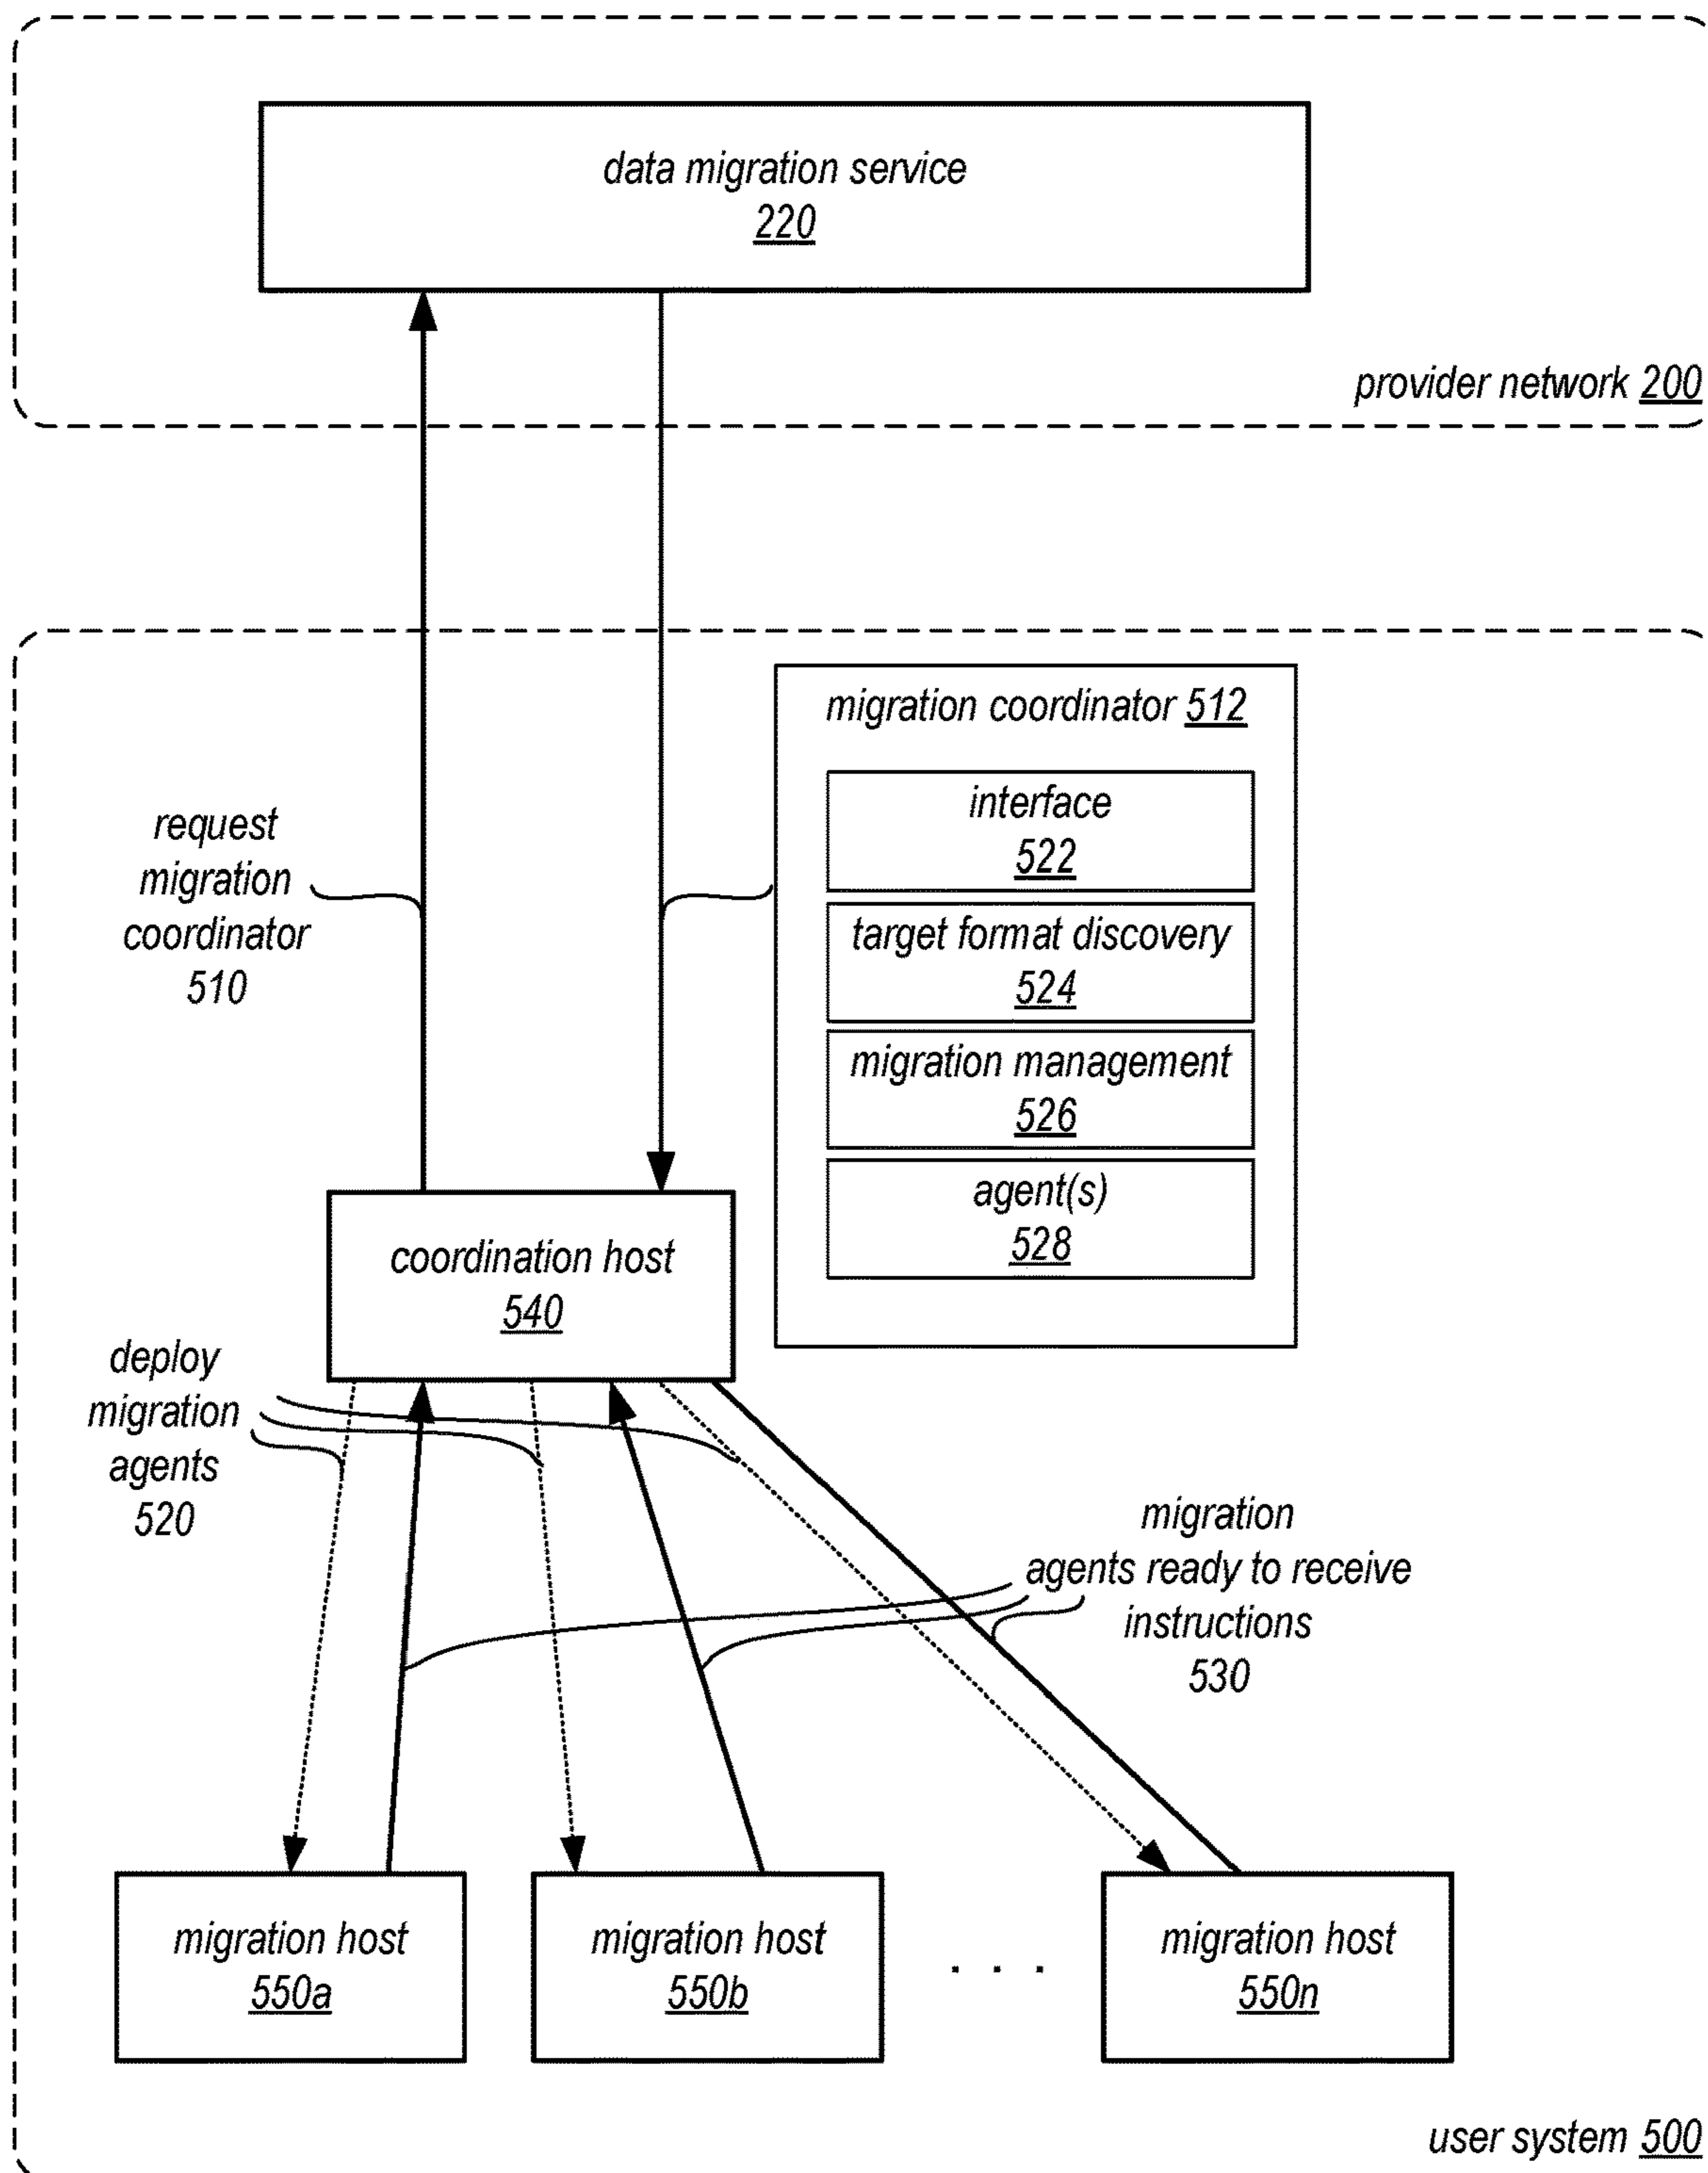 data migration service
220
provider network 200
migration coordinator 512
interface
522
target format discovery
524
migration management
526
agent(s)
528
request
migration
coordinator
510
coordination host
540
deploy
migration
agents
520
migration
agents ready to receive
instructions
530
migration host
550a
migration host
550b
. . .
migration host
550n
user system 500